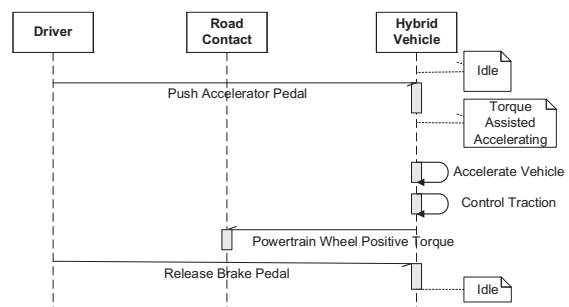 Driver
Road
Contact
Hybrid
Vehicle
Idle
Push Accelerator Pedal
Torque
Assisted
Accelerating
Accelerate Vehicle
Control Traction
Powertrain Wheel Positive Torque
Release Brake Pedal
Idle